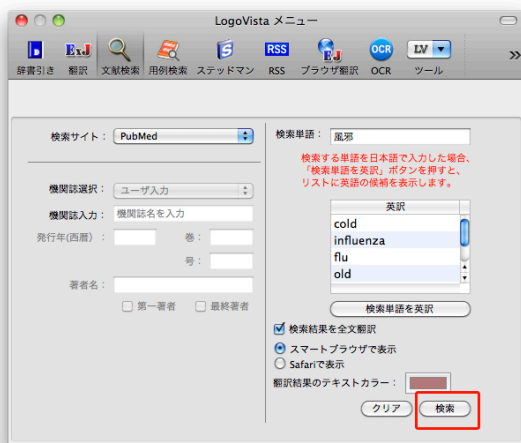 LogoVista メニュー
ExJ
RSS
EJ
OCR
LV
辞書引き 翻訳 文献検索 用例検索 ステッドマン RSS ブラウザ翻訳 OCR ツール
検索サイト： PubMed
機関誌選択： ユーザ入力
機関誌入力： 機関誌名を入力
発行年(西暦)： 巻：
号：
著者名：
第一著者 最終著者
検索単語： 風邪
検索する単語を日本語で入力した場合、
「検索単語を英訳」ボタンを押すと、
リストに英語の候補を表示します。
英訳
cold
influenza
flu
old
検索単語を英訳
検索結果を全文翻訳
スマートブラウザで表示
Safariで表示
翻訳結果のテキストカラー：
クリア 検索